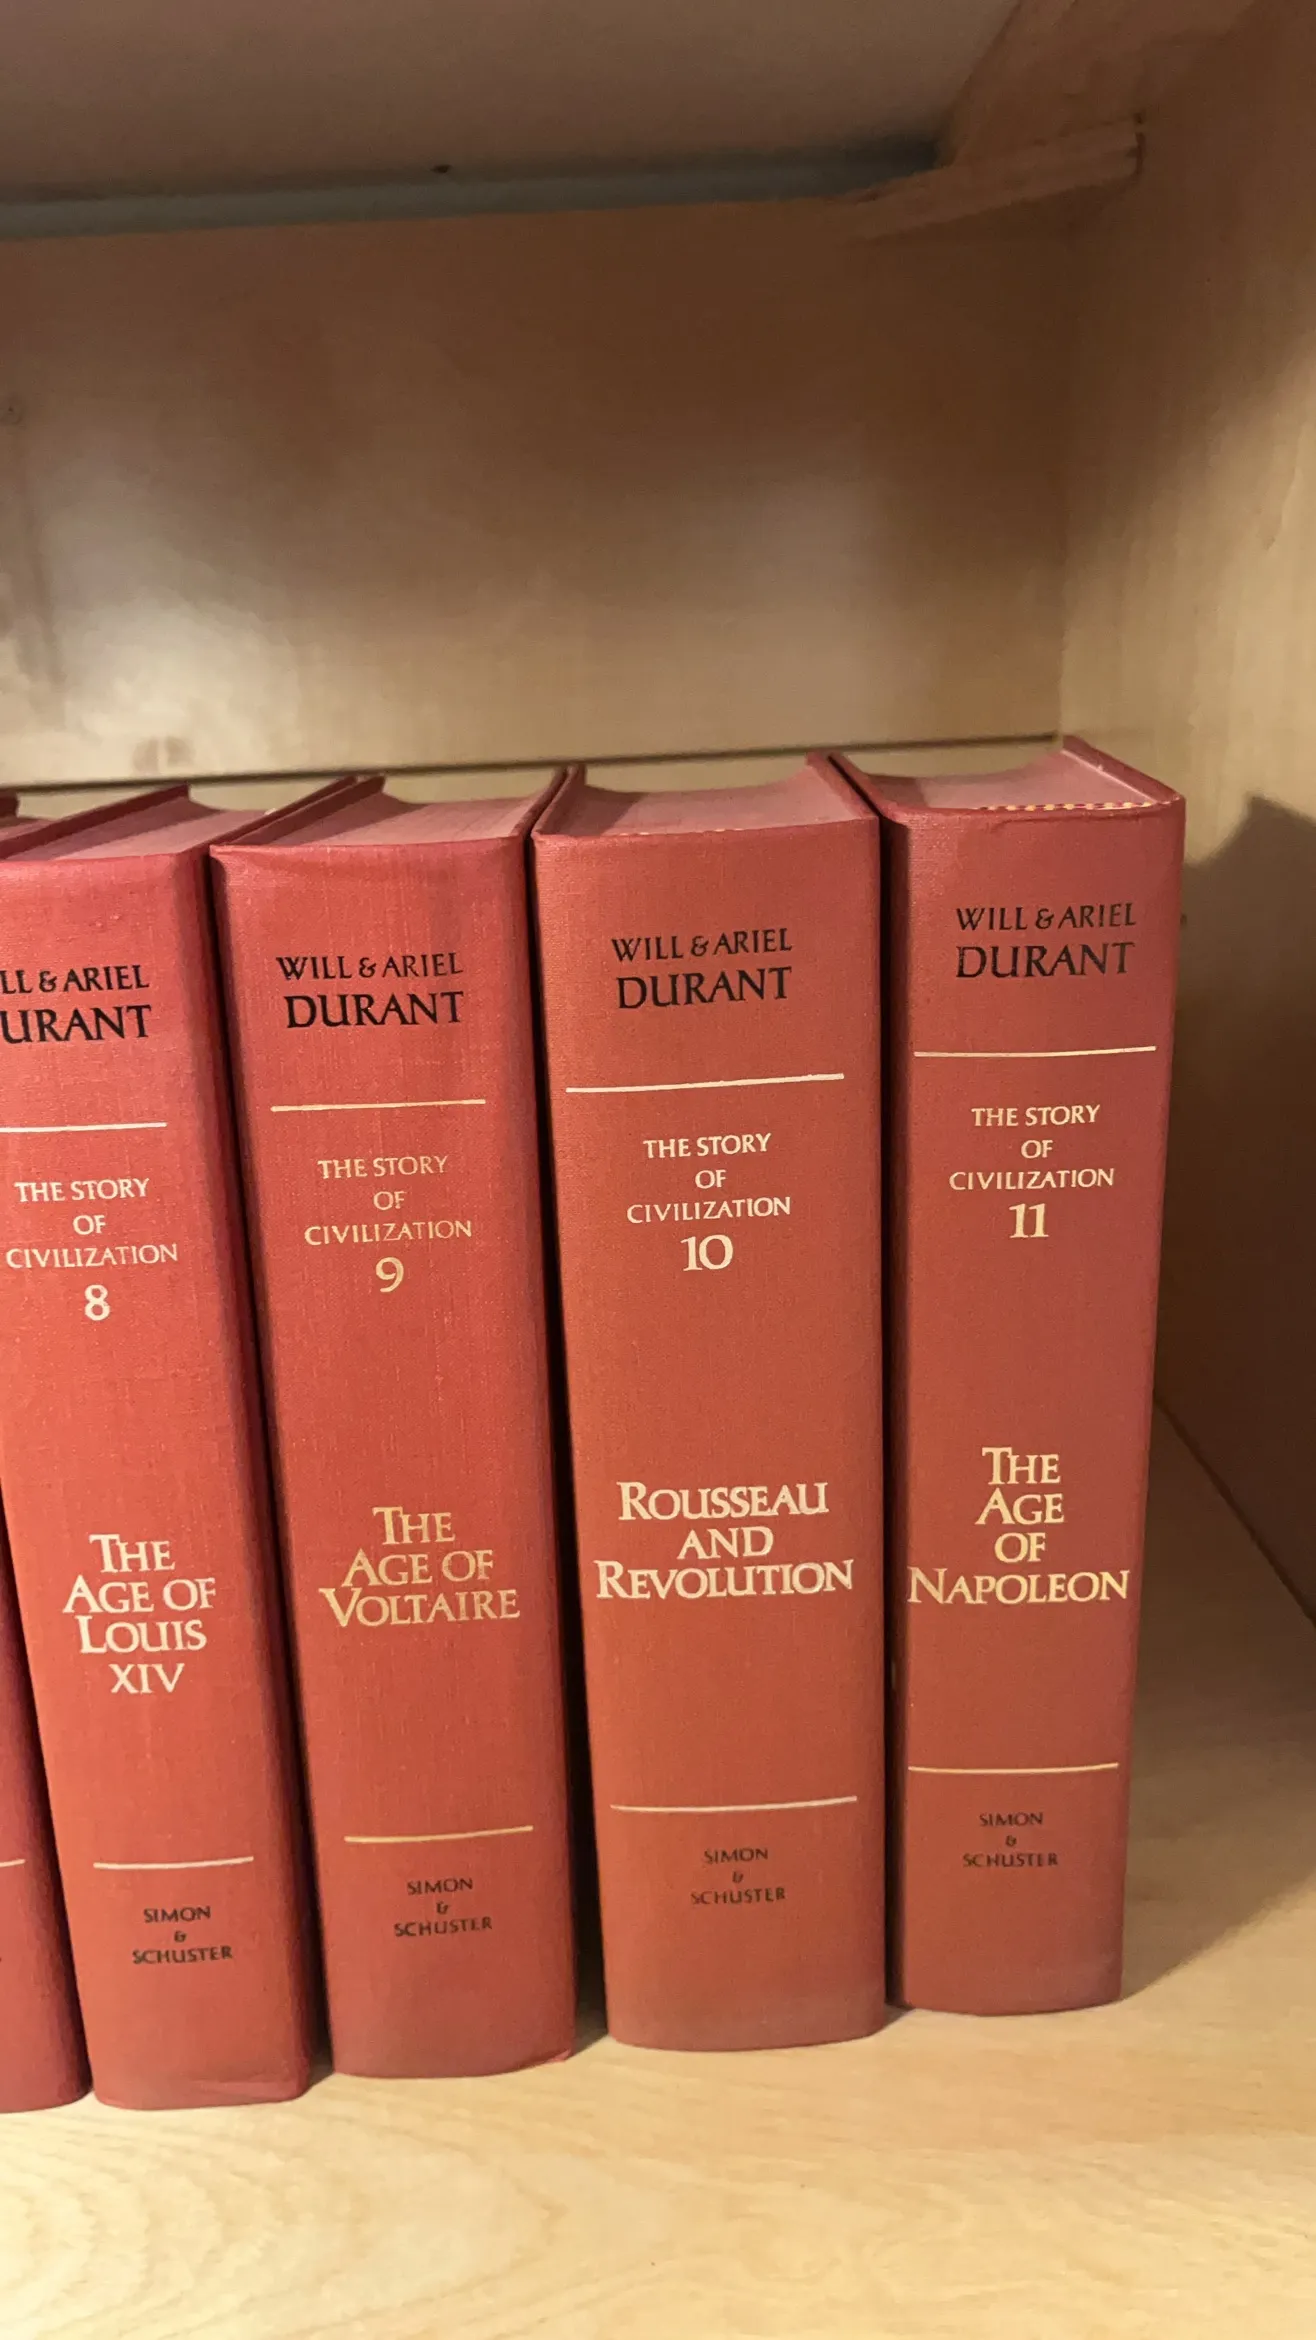 LL & ARIEL
URANT
THE STORY
OF
CIVILIZATION
8
THE
AGE OF
LOUIS
XIV
SIMON
&
SCHUSTER
WILL & ARIEL
DURANT
THE STORY
OF
CIVILIZATION
9
THE
AGE OF
VOLTAIRE
SIMON
&
SCHUSTER
WILL & ARIEL
DURANT
THE STORY
OF
CIVILIZATION
10
ROUSSEAU
AND
REVOLUTION
SIMON
&
SCHUSTER
WILL & ARIEL
DURANT
THE STORY
OF
CIVILIZATION
11
THE
AGE
OF
NAPOLEON
SIMON
&
SCHUSTER